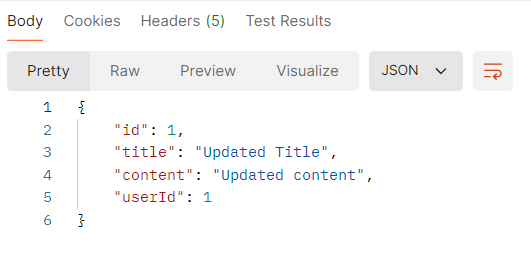 Body Cookies Headers (5) Test Results
Pretty Raw Preview Visualize JSON
1 {
2 "id": 1,
3 "title": "Updated Title",
4 "content": "Updated content",
5 "userId": 1
6 }